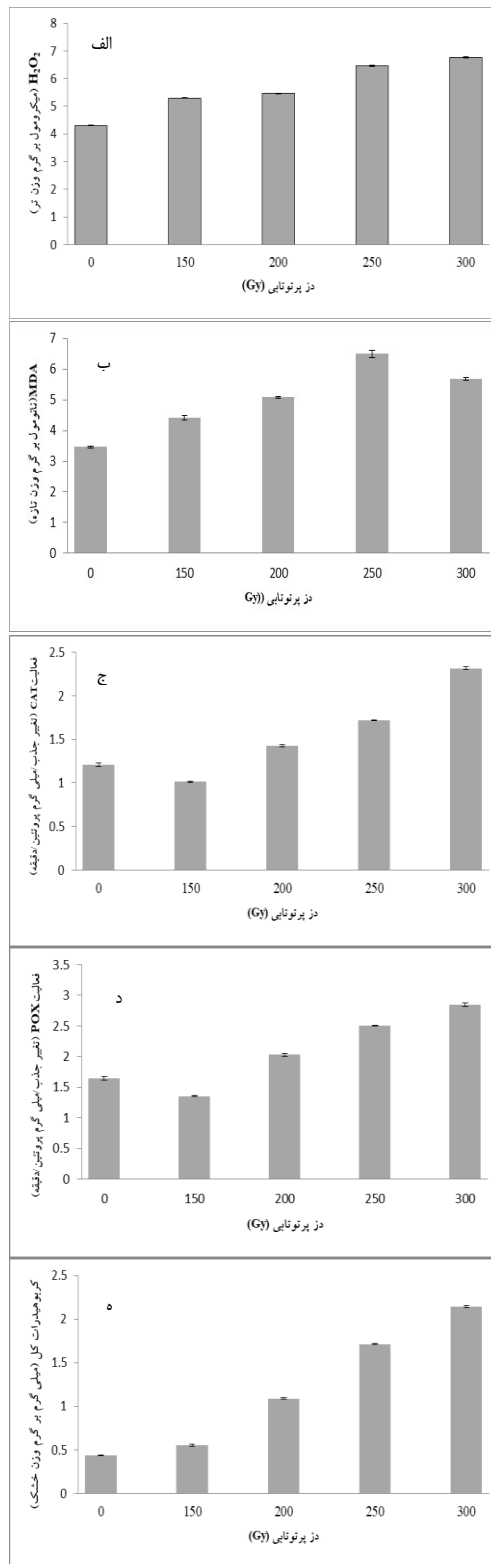 الف
H₂O₂ (میکرومول بر گرم وزن تر)
8
7
6
5
4
3
2
1
0
0 150 200 250 300
دز پرتوتابی (Gy)
ب
MDA(نانومول بر گرم وزن تازه)
7
6
5
4
3
2
1
0
0 150 200 250 300
دز پرتوتابی ((Gy
ج
فعالیت CAT (تغییر جذب/میلی گرم پروتئین/دقیقه)
2.5
2
1.5
1
0.5
0
0 150 200 250 300
دز پرتوتابی (Gy)
د
فعالیت POX (تغییر جذب/میلی گرم پروتئین/دقیقه)
3.5
3
2.5
2
1.5
1
0.5
0
0 150 200 250 300
دز پرتوتابی (Gy)
ه
کربوهیدرات کل (میلی گرم بر گرم وزن خشک)
2.5
2
1.5
1
0.5
0
0 150 200 250 300
دز پرتوتابی (Gy)